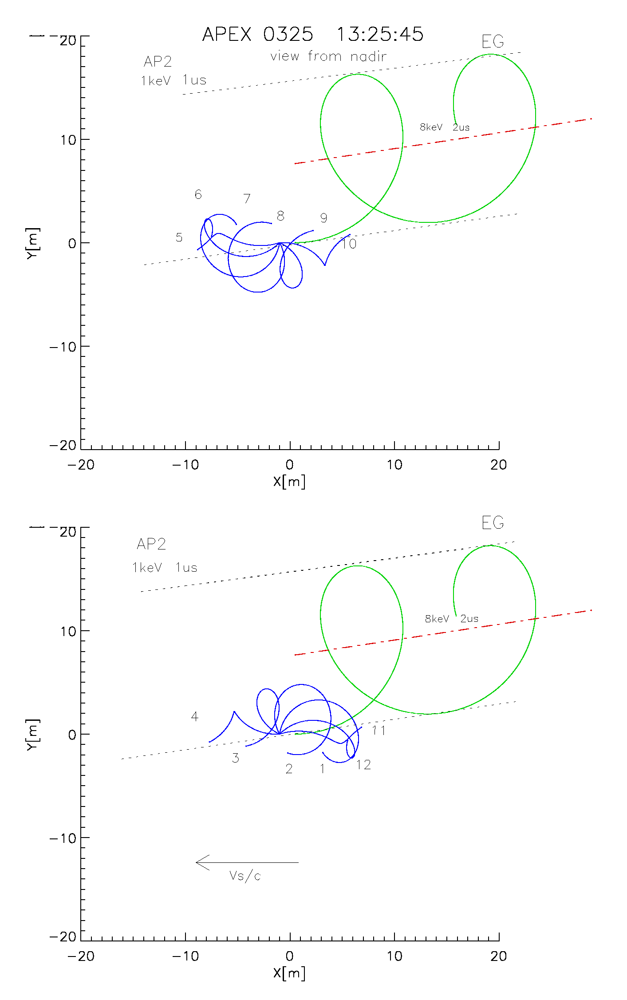 APEX 0325 13:25:45
view from nadir
EG
AP2
1keV 1us
8keV 2us
20
10
0
-10
-20
Y[m]
6
7
8
9
5
10
-20 -10 0 10 20
X[m]
EG
AP2
1keV 1us
8keV 2us
20
10
0
-10
-20
Y[m]
4
11
3
2
1
12
Vs/c
-20 -10 0 10 20
X[m]